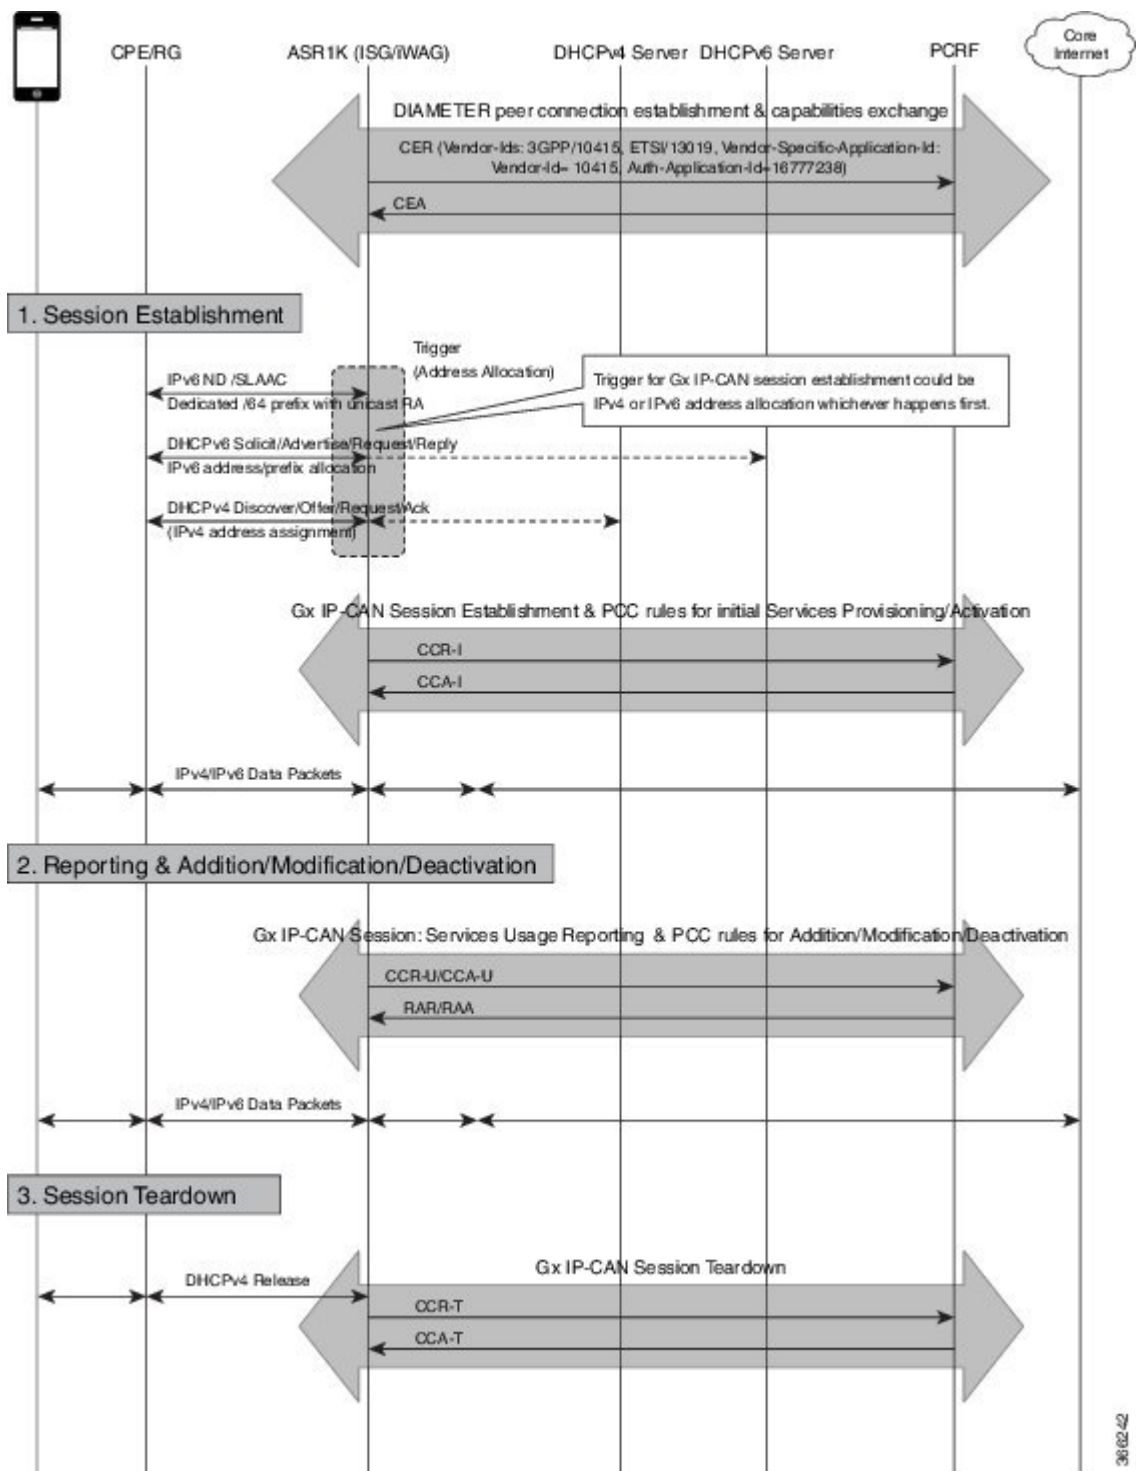 CPE/RG
ASR1K (ISG/iWAG)
DHCPv4 Server
DHCPv6 Server
PCRF
Core
Internet
DIAMETER peer connection establishment & capabilities exchange
CER (Vendor-Ids: 3GPP/10415, ETSI/13019, Vendor-Specific-Application-Id:
Vendor-Id= 10415, Auth-Application-Id=16777238)
CEA
1. Session Establishment
Trigger
(Address Allocation)
Trigger for Gx IP-CAN session establishment could be
IPv4 or IPv6 address allocation whichever happens first.
IPv6 ND /SLAAC
Dedicated /64 prefix with unicast RA
DHCPv6 Solicit/Advertise/Request/Reply
IPv6 address/prefix allocation
DHCPv4 Discover/Offer/Request/Ack
(IPv4 address assignment)
Gx IP-CAN Session Establishment & PCC rules for initial Services Provisioning/Activation
CCR-I
CCA-I
IPv4/IPv6 Data Packets
2. Reporting & Addition/Modification/Deactivation
Gx IP-CAN Session: Services Usage Reporting & PCC rules for Addition/Modification/Deactivation
CCR-U/CCA-U
RAR/RAA
IPv4/IPv6 Data Packets
3. Session Teardown
Gx IP-CAN Session Teardown
DHCPv4 Release
CCR-T
CCA-T
366242